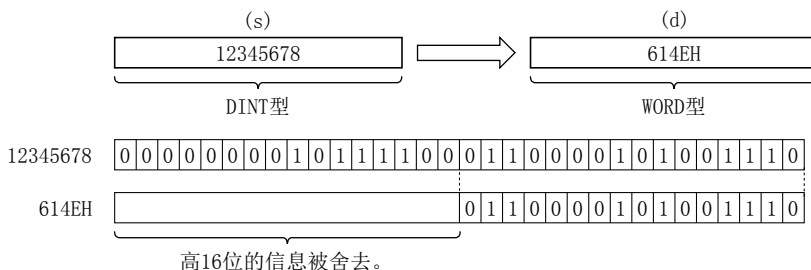 (s) (d)
12345678 614EH
DINT型 WORD型
12345678 0 0 0 0 0 0 0 0 1 0 1 1 1 1 0 0 0 1 1 0 0 0 0 1 0 1 0 0 1 1 1 0
614EH 0 1 1 0 0 0 0 1 0 1 0 0 1 1 1 0
高16位的信息被舍去。